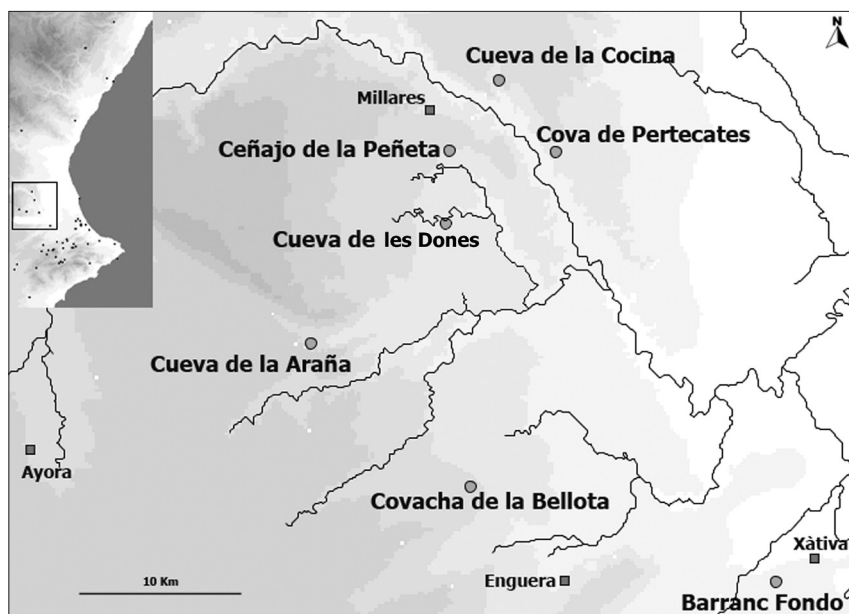 N
Cueva de la Cocina
Millares
Ceñajo de la Peñeta
Cova de Pertecates
Cueva de les Dones
Cueva de la Araña
Ayora
Covacha de la Bellota
Xàtiva
10 Km
Enguera
Barranc Fondo